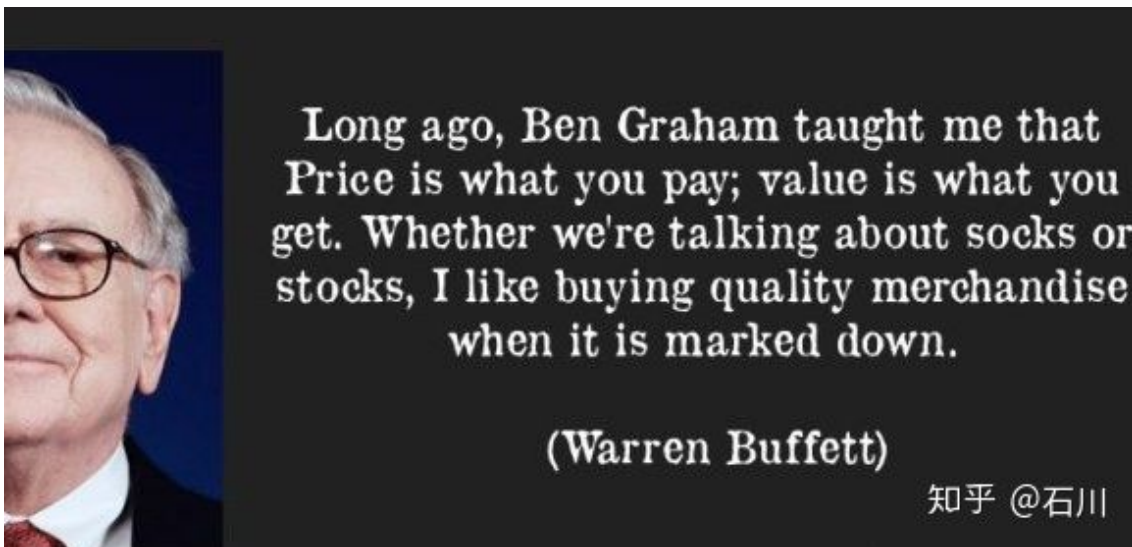 Long ago, Ben Graham taught me that
Price is what you pay; value is what you
get. Whether we're talking about socks or
stocks, I like buying quality merchandise
when it is marked down.
(Warren Buffett)
知乎 @石川